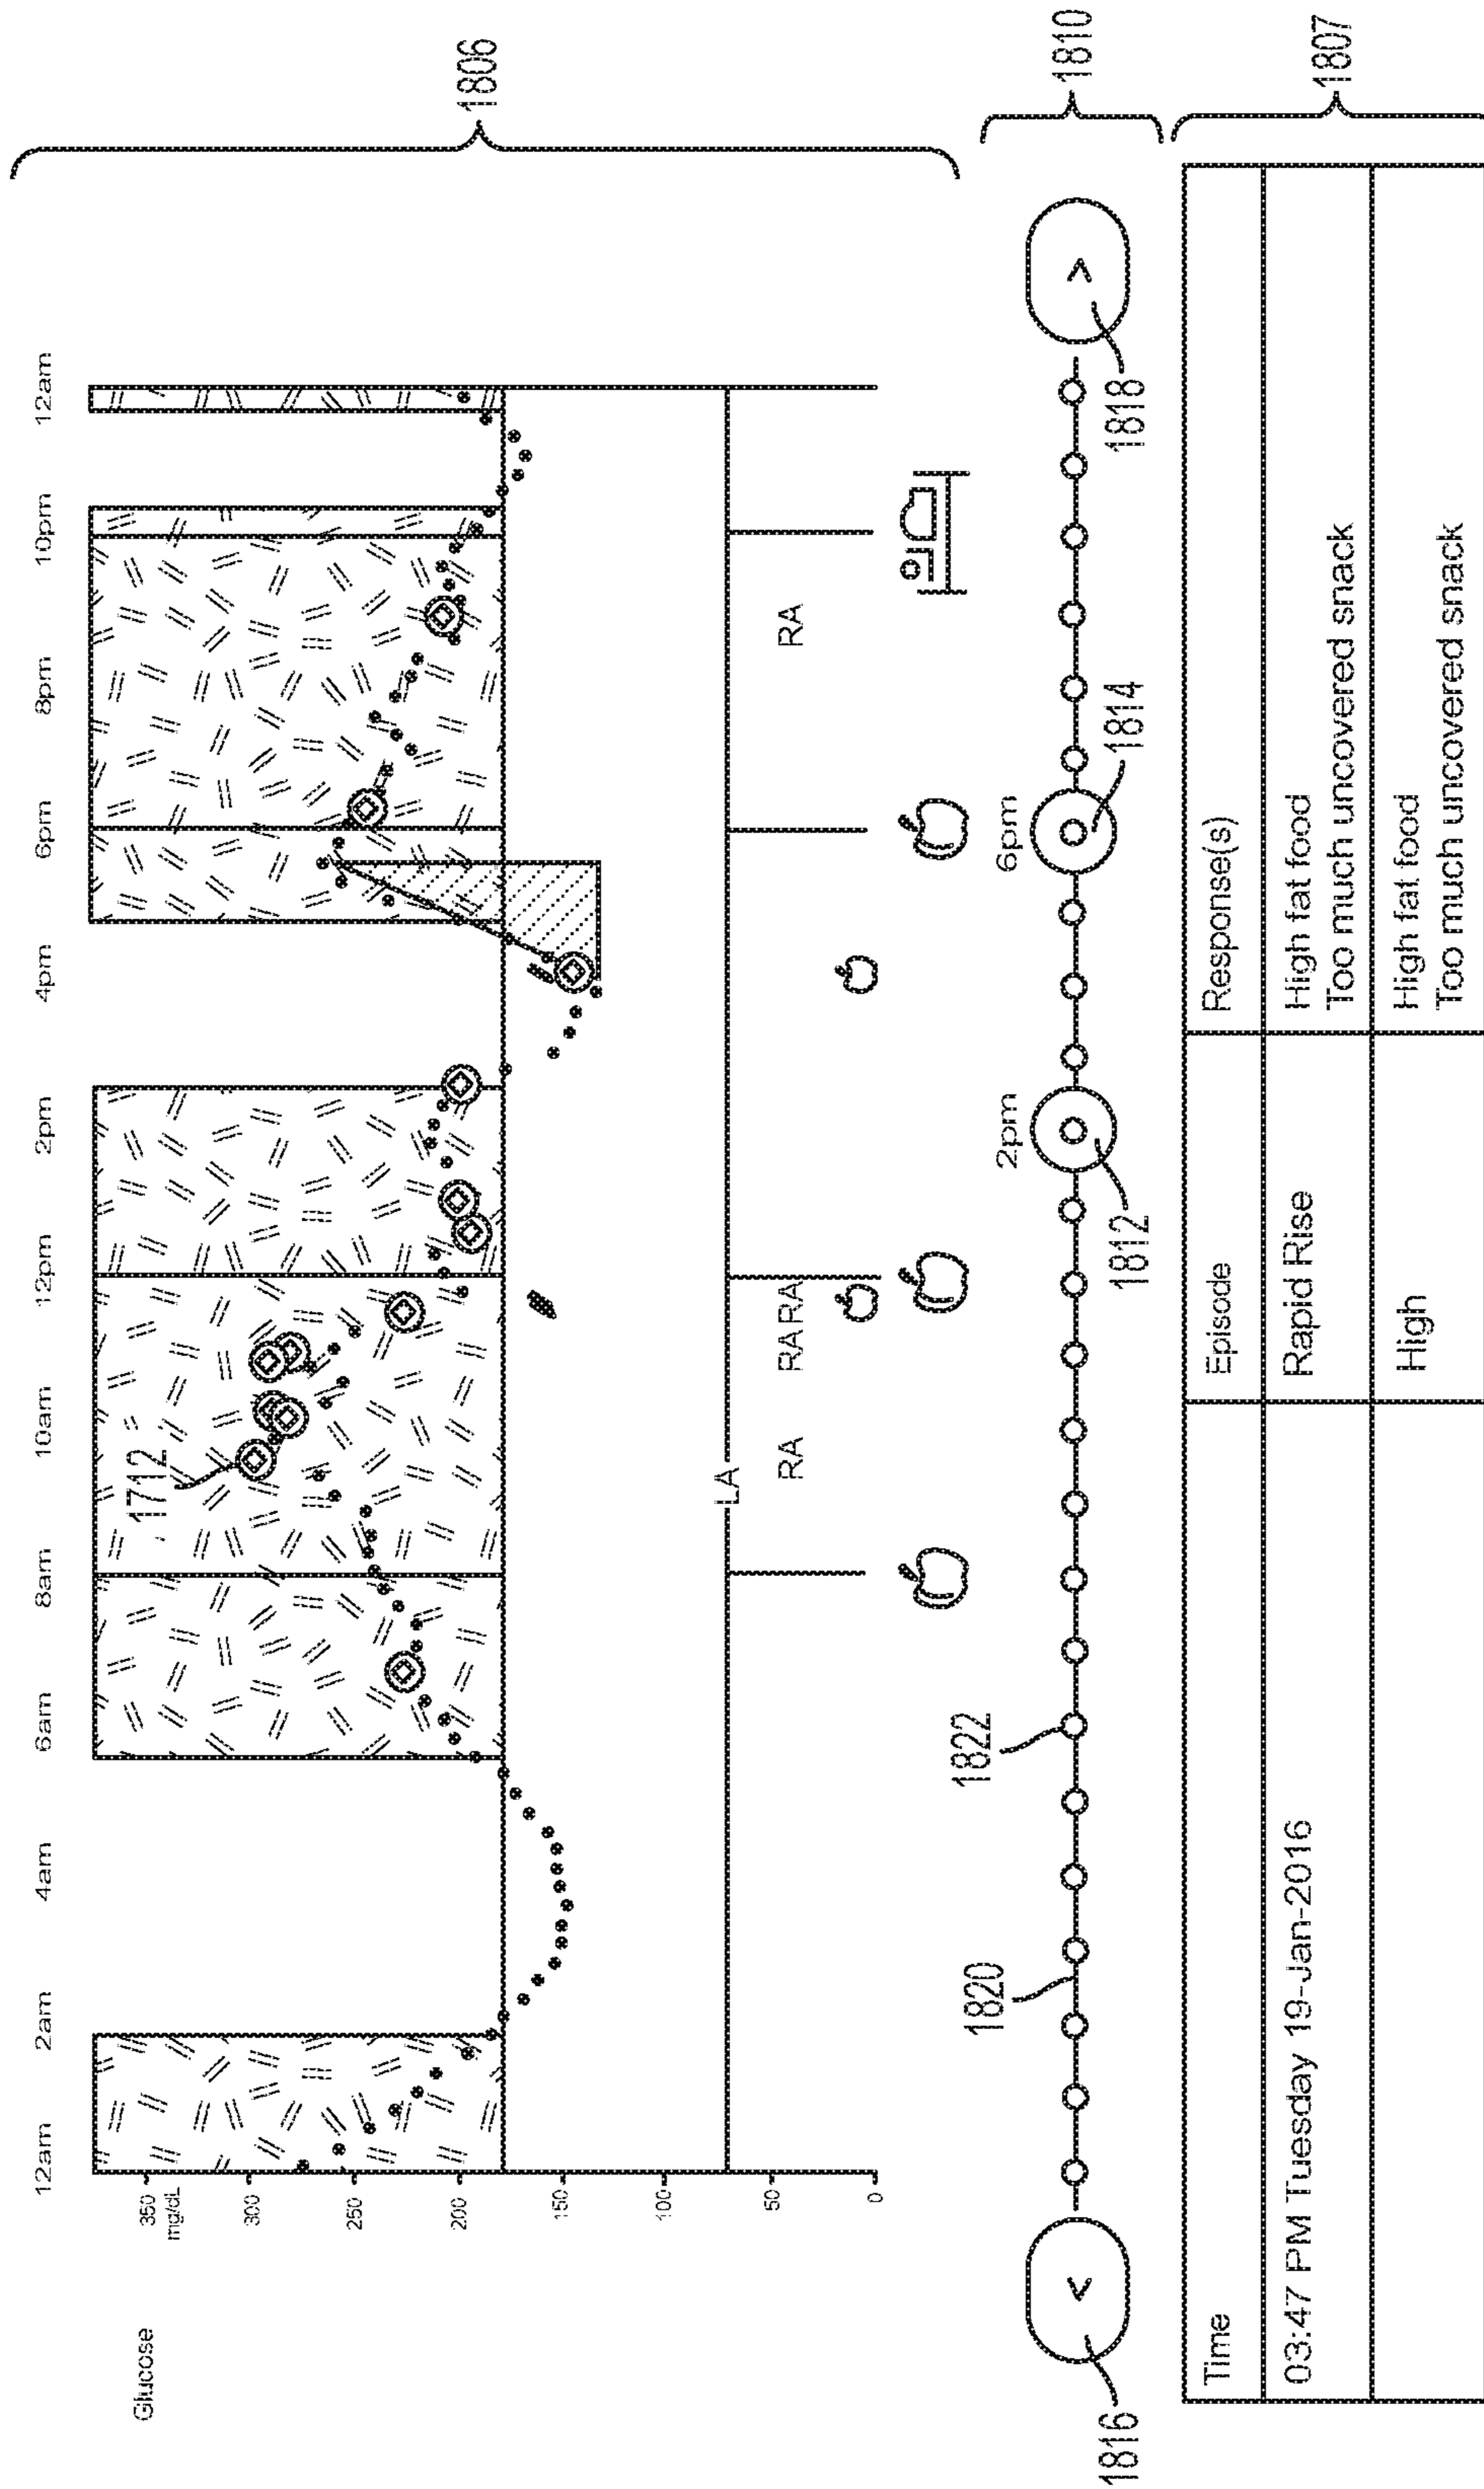 12am 2am 4am 6am 8am 10am 12pm 2pm 4pm 6pm 8pm 10pm 12am
Glucose
350
mg/dL
300
250
200
150
100
50
0
1712
LA
RA RA RA RA
1806
2pm 6pm
1820 1822
1816 1812 1814 1818
1810
Time Episode Response(s)
03:47 PM Tuesday 19-Jan-2016 Rapid Rise High fat food
Too much uncovered snack
High High fat food
Too much uncovered snack
1807